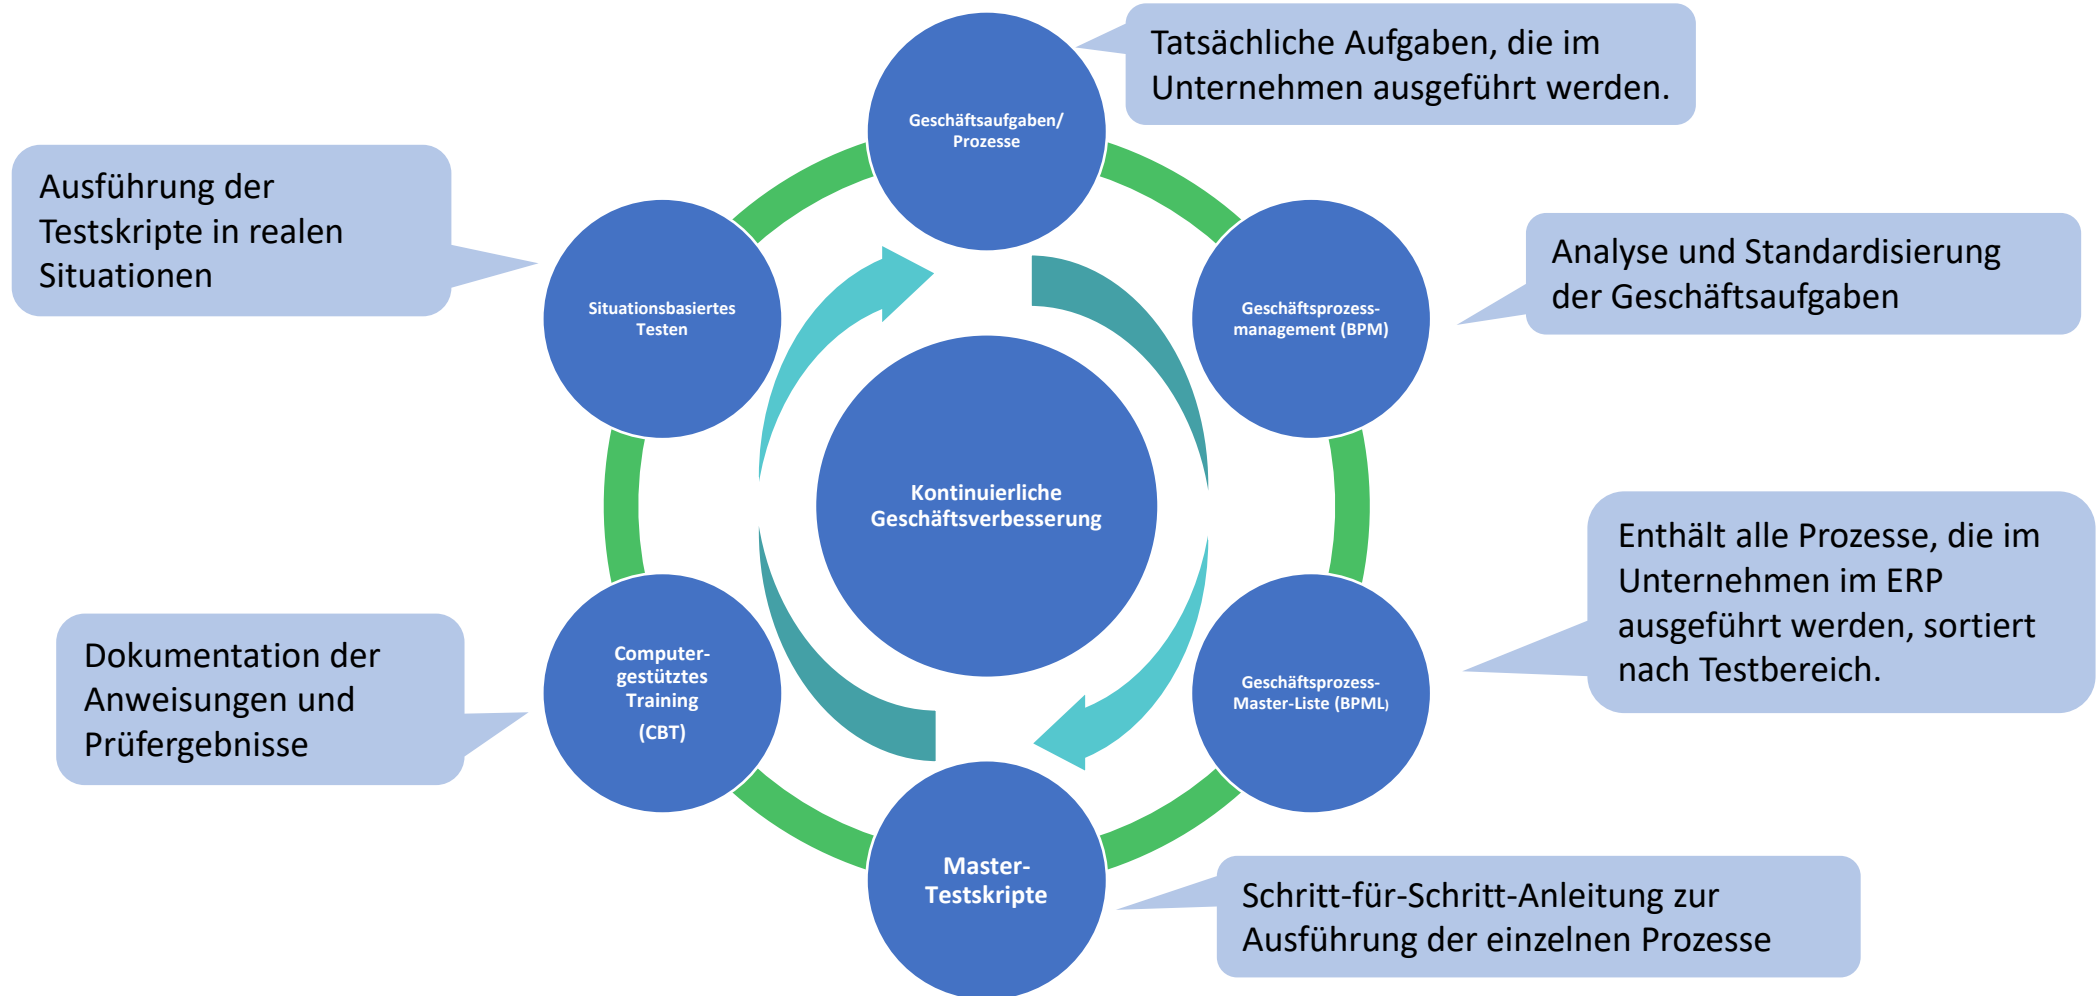 Tatsächliche Aufgaben, die im
Unternehmen ausgeführt werden.
Geschäftsaufgaben/
Prozesse
Ausführung der
Testskripte in realen
Situationen
Situationsbasiertes
Testen
Geschäftsprozess-
management (BPM)
Analyse und Standardisierung
der Geschäftsaufgaben
Kontinuierliche
Geschäftsverbesserung
Enthält alle Prozesse, die im
Unternehmen im ERP
ausgeführt werden, sortiert
nach Testbereich.
Dokumentation der
Anweisungen und
Prüfergebnisse
Computer-
gestütztes
Training
(CBT)
Geschäftsprozess-
Master-Liste (BPML)
Master-
Testskripte
Schritt-für-Schritt-Anleitung zur
Ausführung der einzelnen Prozesse